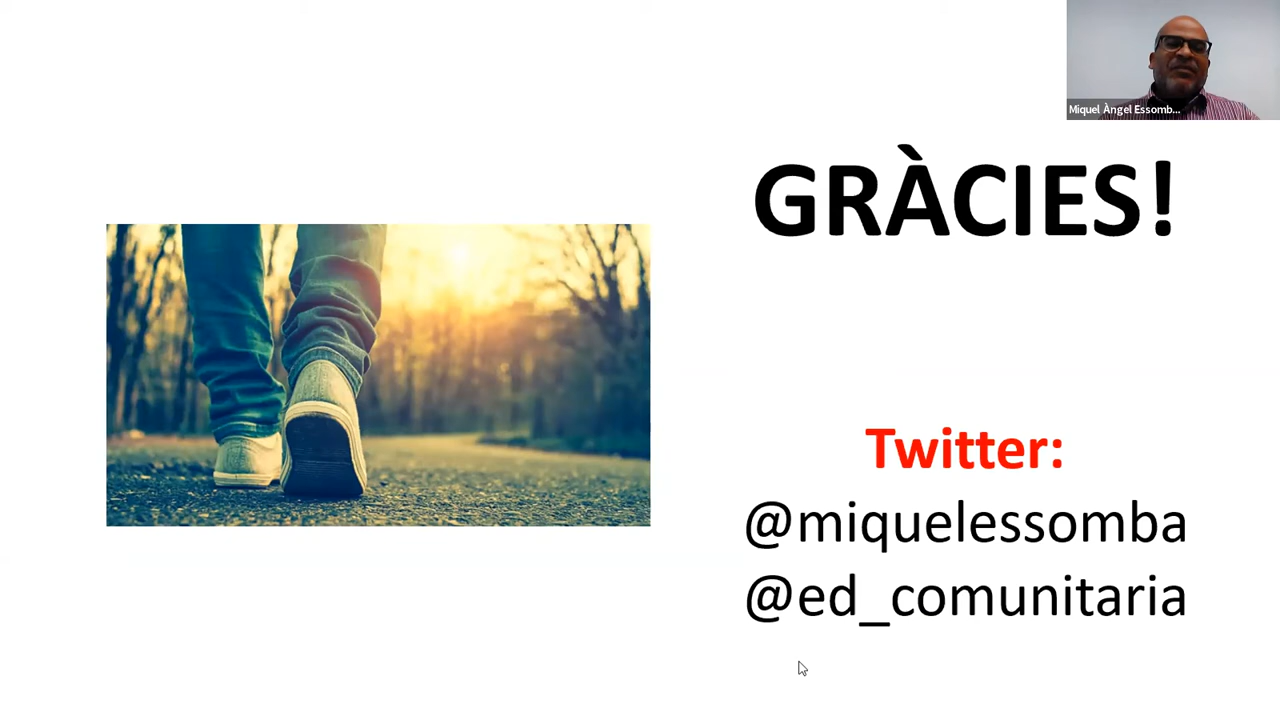 Miquel Àngel Essomb...
GRÀCIES!
Twitter:
@miquelessomba
@ed_comunitaria